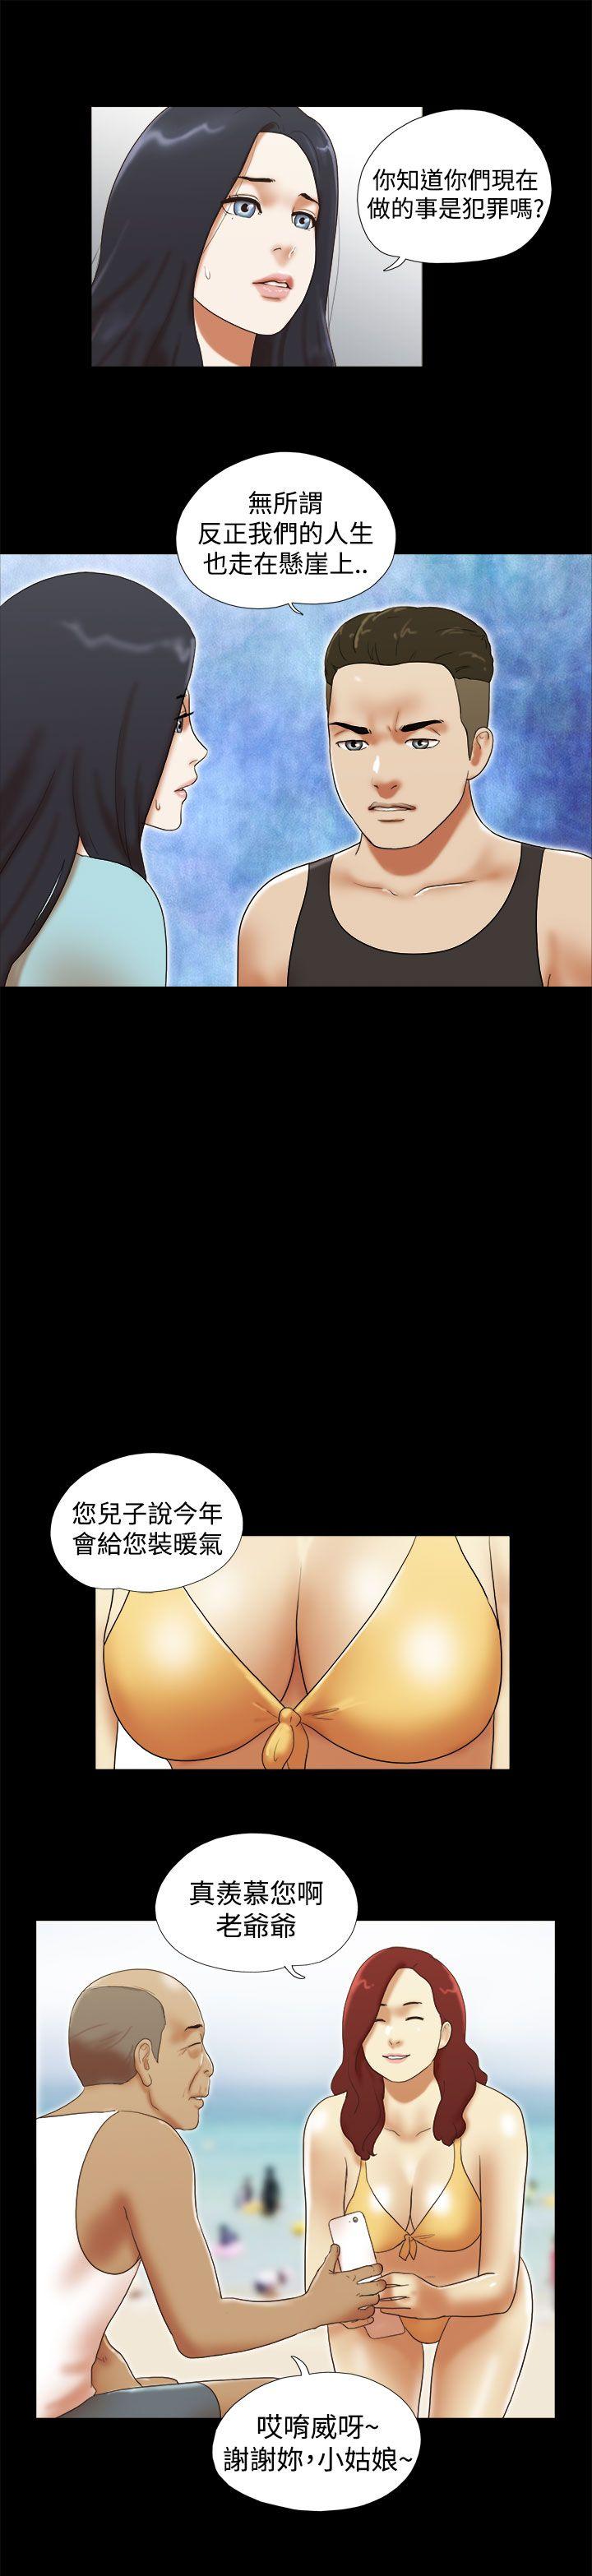 你知道你們現在
做的事是犯罪嗎?
無所謂
反正我們的人生
也走在懸崖上..
您兒子說今年
會給您裝暖氣
真羨慕您啊
老爺爺
哎唷威呀~
謝謝妳，小姑娘~